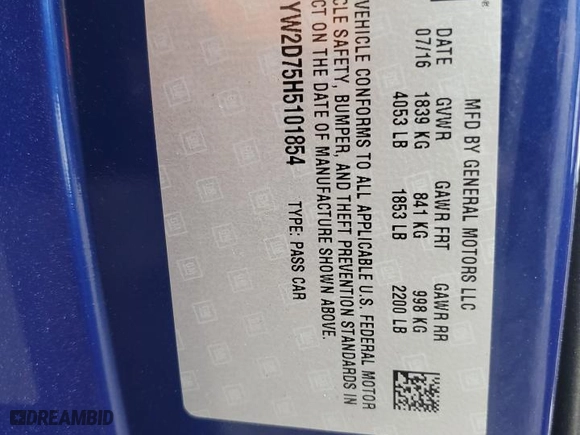 MFD BY GENERAL MOTORS LLC
DATE GVWR GAWR FRT GAWR RR
07/16 1839 KG 841 KG 998 KG
4053 LB 1853 LB 2200 LB
VEHICLE CONFORMS TO ALL APPLICABLE U.S. FEDERAL MOTOR
CLE SAFETY, BUMPER, AND THEFT PREVENTION STANDARDS IN
CT ON THE DATE OF MANUFACTURE SHOWN ABOVE.
YW2D75H5101854 TYPE: PASS CAR
DREAMBID